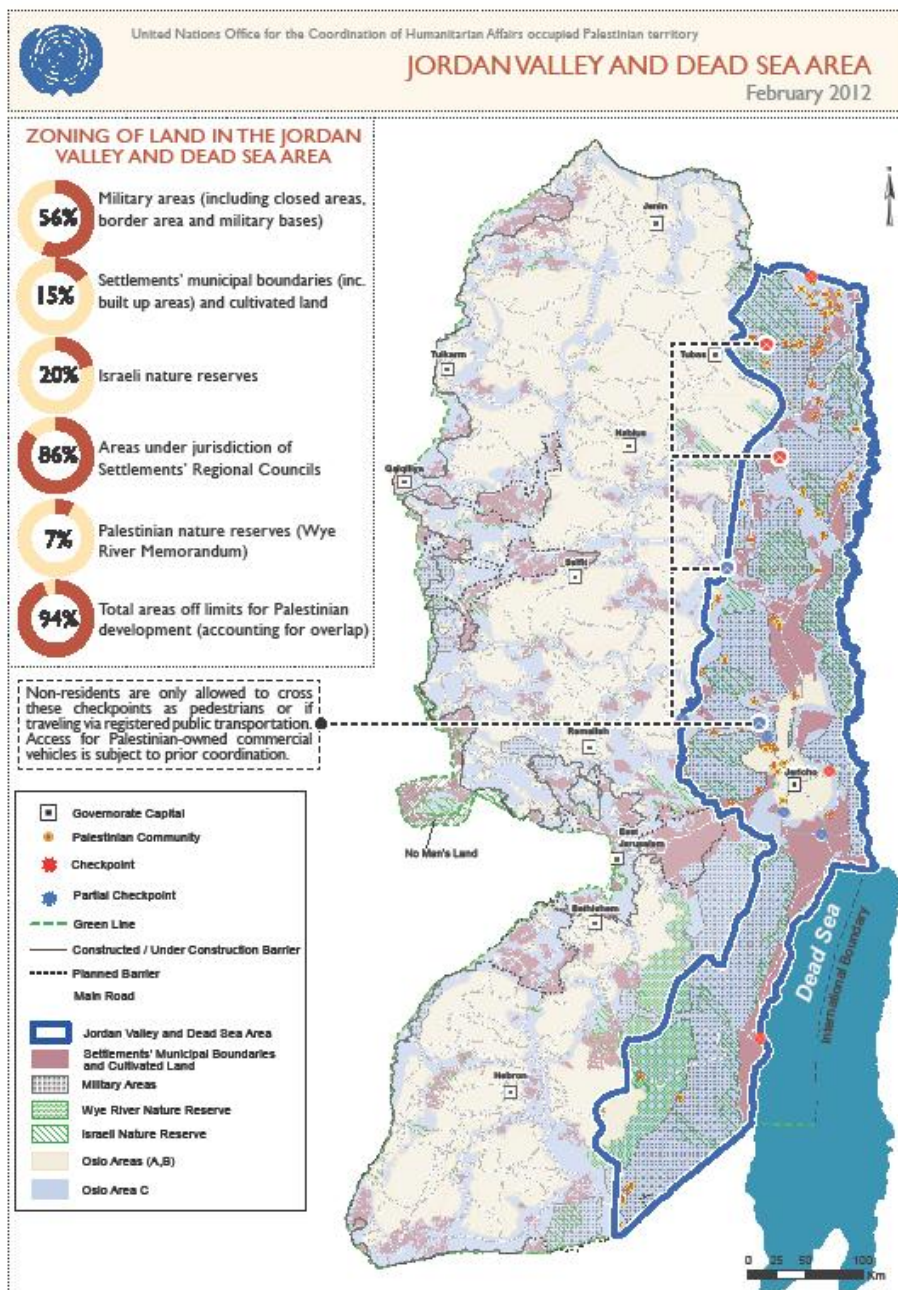 United Nations Office for the Coordination of Humanitarian Affairs occupied Palestinian territory
JORDAN VALLEY AND DEAD SEA AREA
February 2012
ZONING OF LAND IN THE JORDAN
VALLEY AND DEAD SEA AREA
56%
Military areas (including closed areas,
border area and military bases)
15%
Settlements' municipal boundaries (inc.
built up areas) and cultivated land
20%
Israeli nature reserves
86%
Areas under jurisdiction of
Settlements' Regional Councils
7%
Palestinian nature reserves (Wye
River Memorandum)
94%
Total areas off limits for Palestinian
development (accounting for overlap)
Non-residents are only allowed to cross
these checkpoints as pedestrians or if
traveling via registered public transportation.
Access for Palestinian-owned commercial
vehicles is subject to prior coordination.
Governorate Capital
Palestinian Community
Checkpoint
Partial Checkpoint
Green Line
Constructed / Under Construction Barrier
Planned Barrier
Main Road
Jordan Valley and Dead Sea Area
Settlements' Municipal Boundaries
and Cultivated Land
Military Areas
Wye River Nature Reserve
Israeli Nature Reserve
Oslo Areas (A,B)
Oslo Area C
Jenin
Tubas
Tulkarm
Nablus
Qalqiliya
Salfit
Ramallah
Jericho
East
Jerusalem
No Man's Land
Bethlehem
Hebron
Dead Sea
International Boundary
0 25 50 100
Km